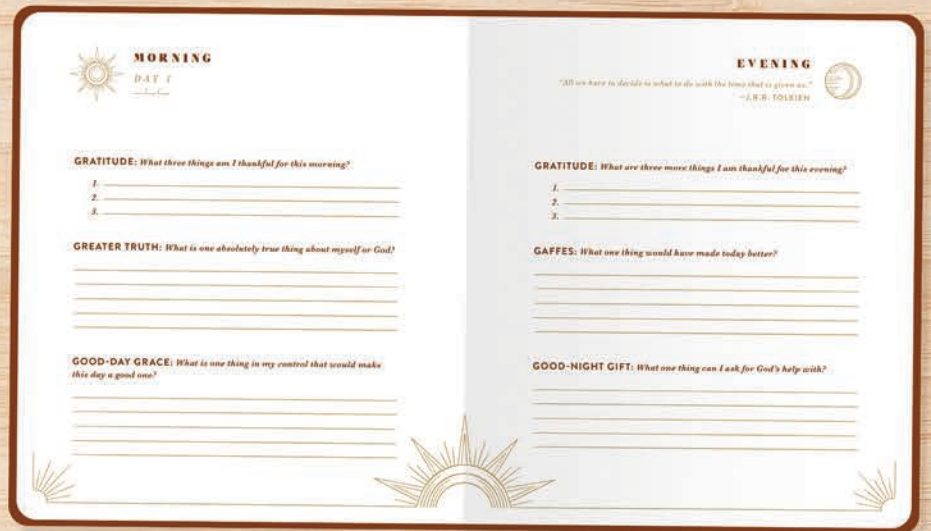 MORNING
DAY 1
GRATITUDE: What three things am I thankful for this morning?
1.
2.
3.
GREATER TRUTH: What is one absolutely true thing about myself or God?
GOOD-DAY GRACE: What is one thing in my control that would make
this day a good one?
EVENING
"All we have to decide is what to do with the time that is given us."
—J.R.R. TOLKIEN
GRATITUDE: What are three more things I am thankful for this evening?
1.
2.
3.
GAFFES: What one thing would have made today better?
GOOD-NIGHT GIFT: What one thing can I ask for God's help with?